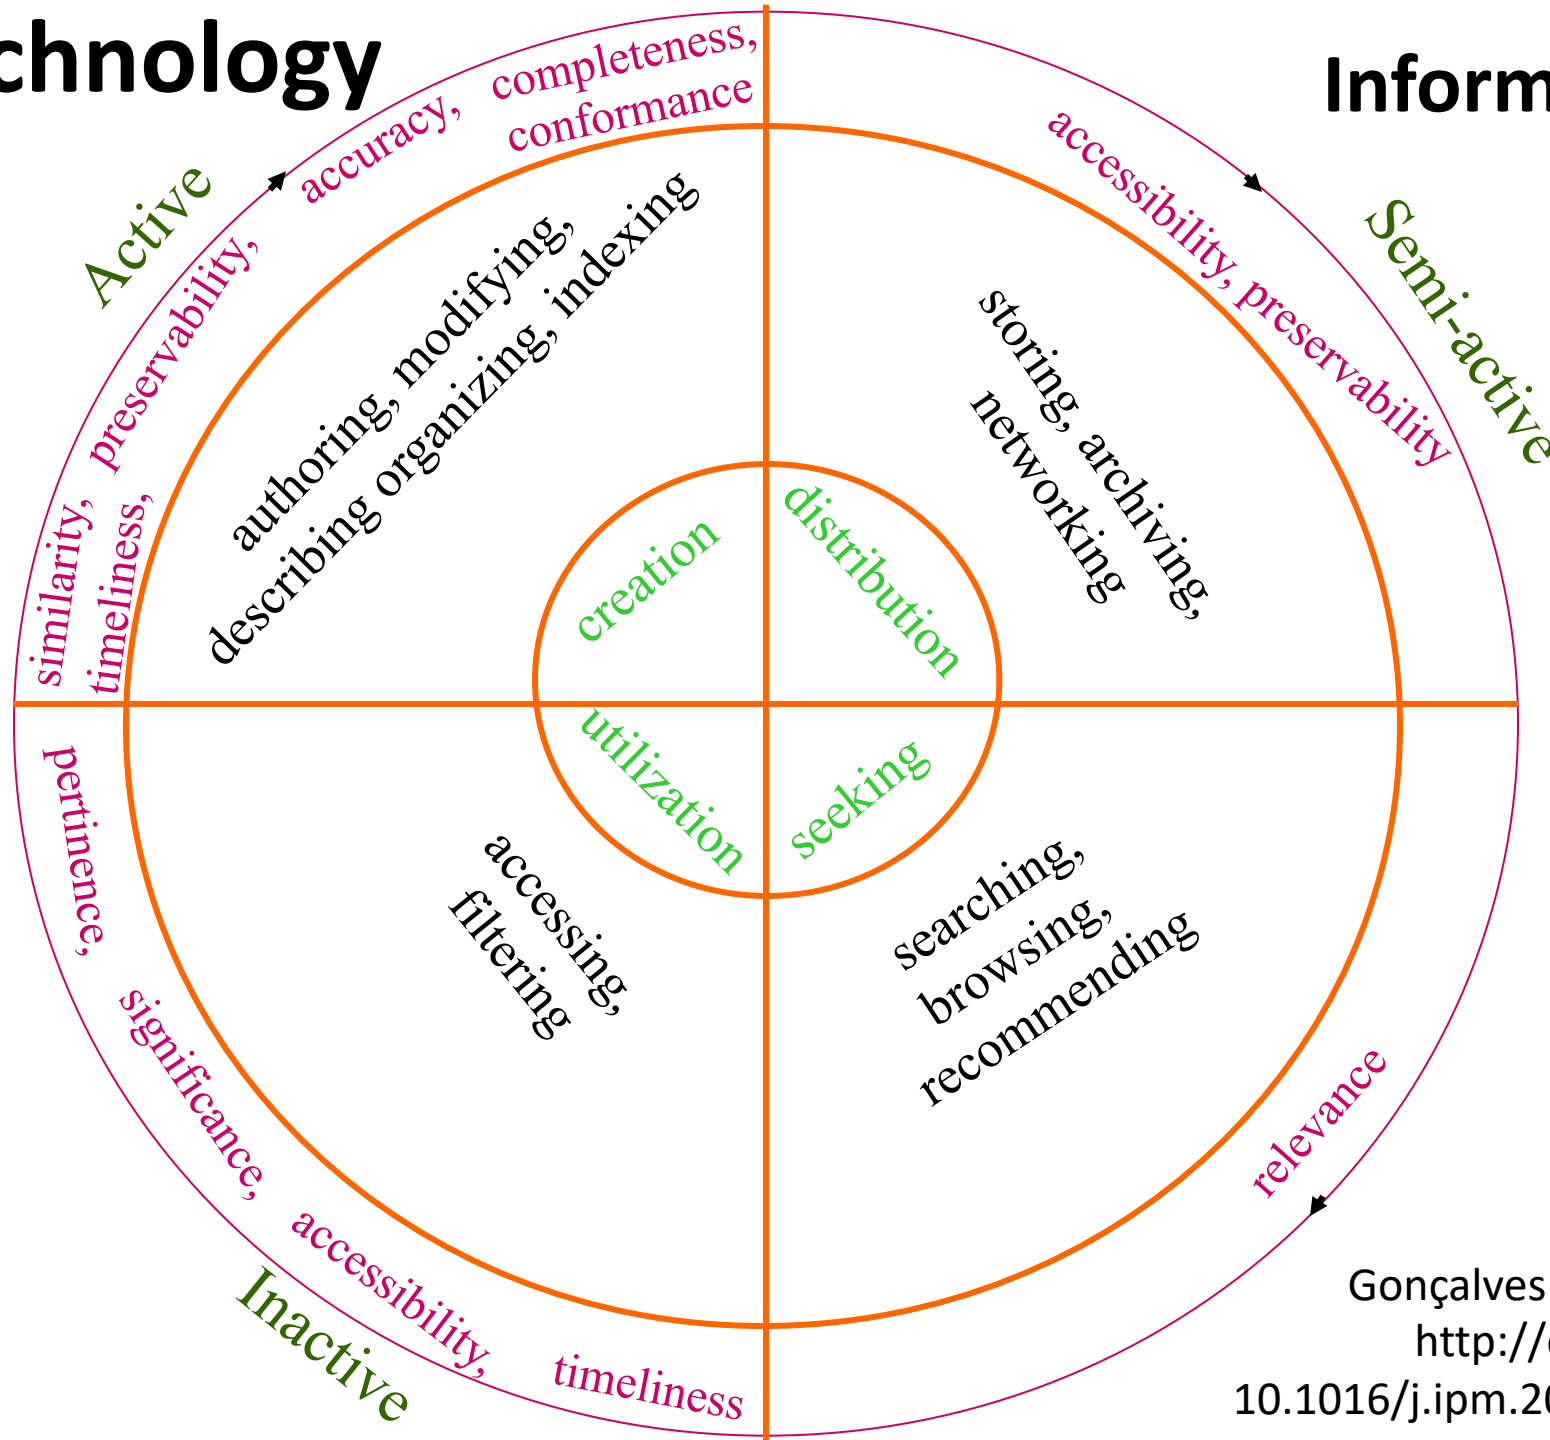 chnology
Inform
Active
Semi-active
Inactive
similarity, preservability, accuracy, completeness,
timeliness, conformance
accessibility, preservability
authoring, modifying,
describing organizing, indexing
storing, archiving,
networking
creation
distribution
utilization
seeking
accessing,
filtering
searching,
browsing,
recommending
pertinence, significance, accessibility, timeliness
relevance
Gonçalves
http://
10.1016/j.ipm.20